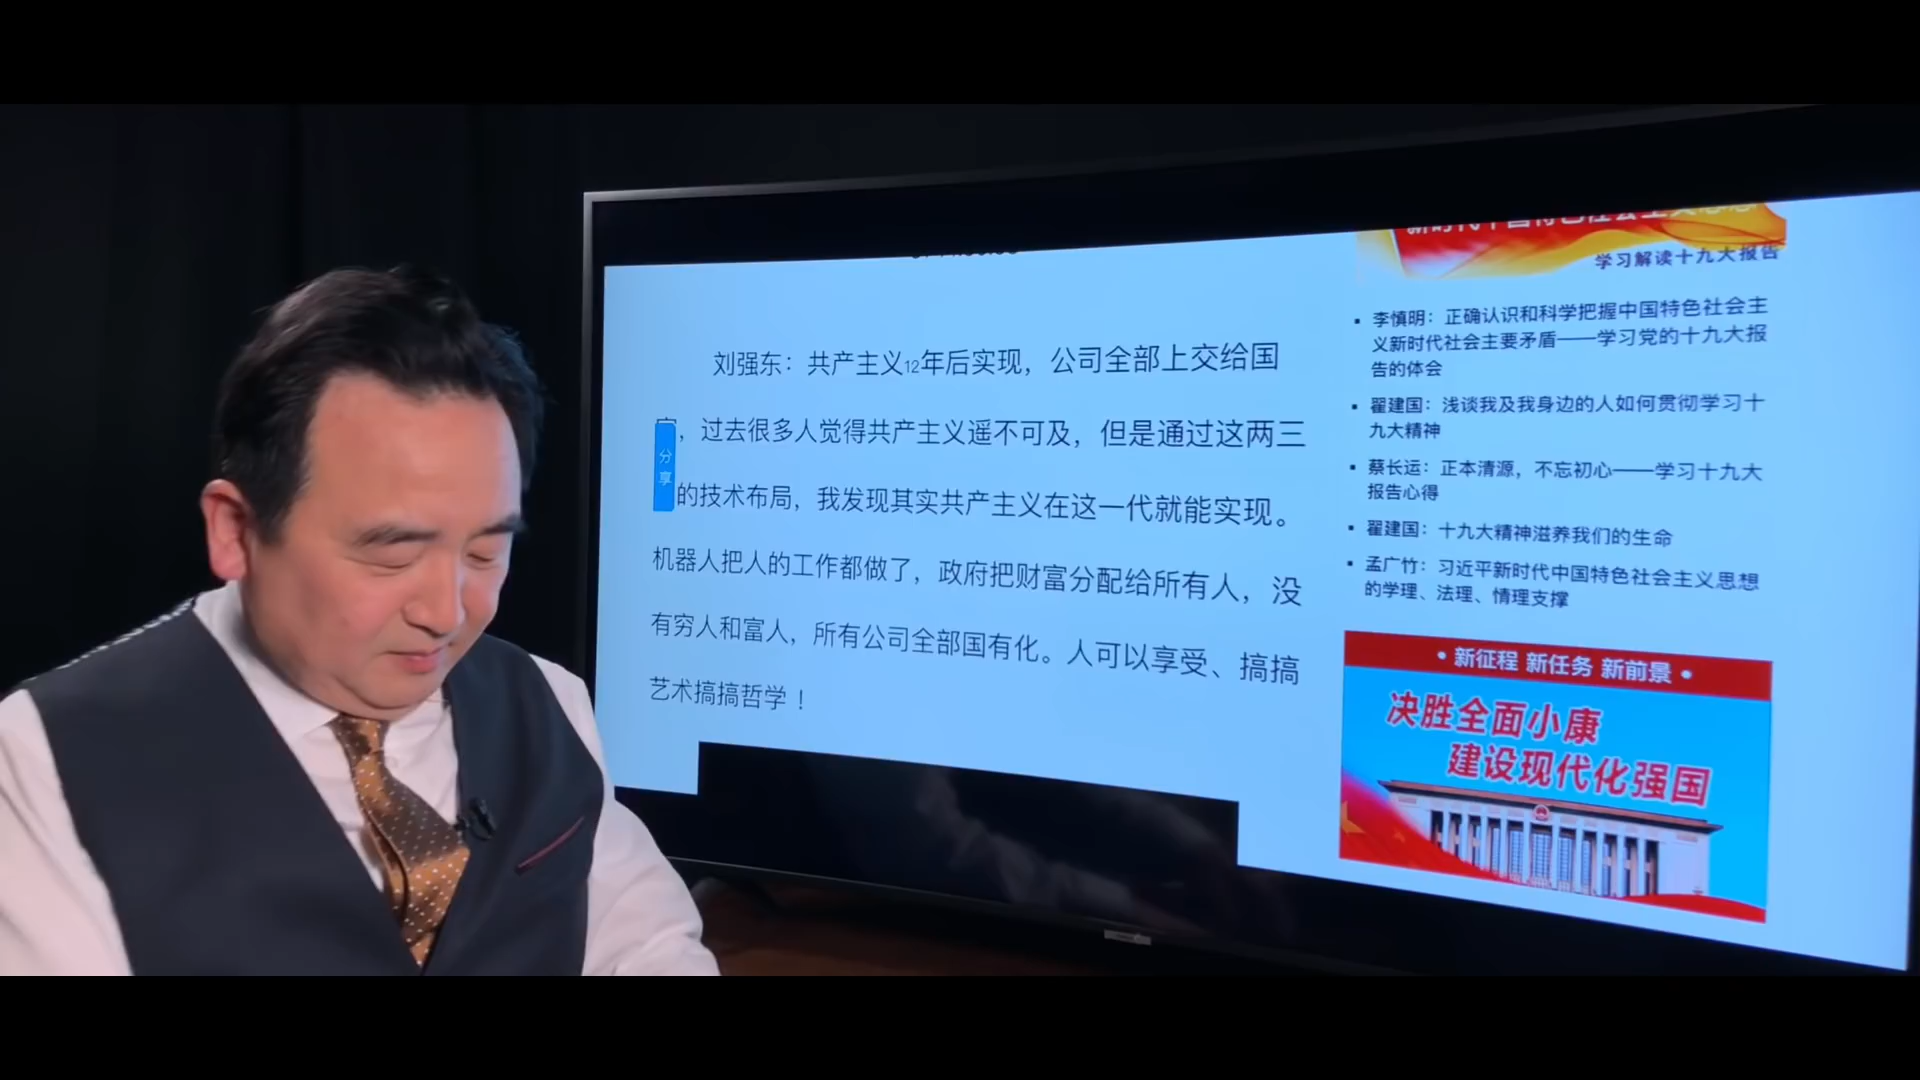 刘强东：共产主义12年后实现，公司全部上交给国
，过去很多人觉得共产主义遥不可及，但是通过这两三
的技术布局，我发现其实共产主义在这一代就能实现。
机器人把人的工作都做了，政府把财富分配给所有人，没
有穷人和富人，所有公司全部国有化。人可以享受、搞搞
艺术搞搞哲学！
分享
学习解读十九大报告
李慎明：正确认识和科学把握中国特色社会主
义新时代社会主要矛盾——学习党的十九大报
告的体会
翟建国：浅谈我及我身边的人如何贯彻学习十
九大精神
蔡长运：正本清源，不忘初心——学习十九大
报告心得
翟建国：十九大精神滋养我们的生命
孟广竹：习近平新时代中国特色社会主义思想
的学理、法理、情理支撑
• 新征程 新任务 新前景 •
决胜全面小康
建设现代化强国